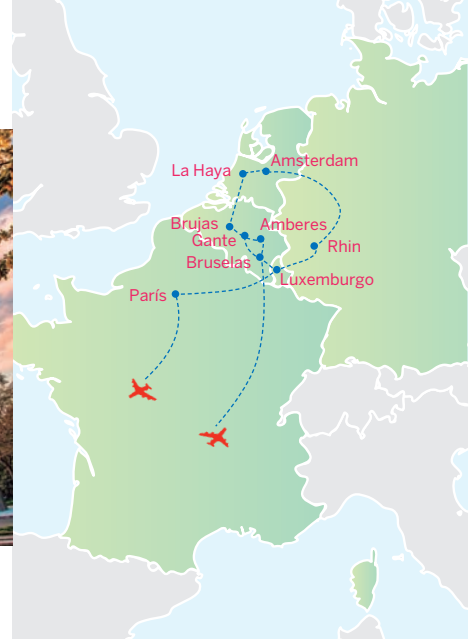 Amsterdam
La Haya
Brujas
Amberes
Gante
Rhin
Bruselas
Luxemburgo
París